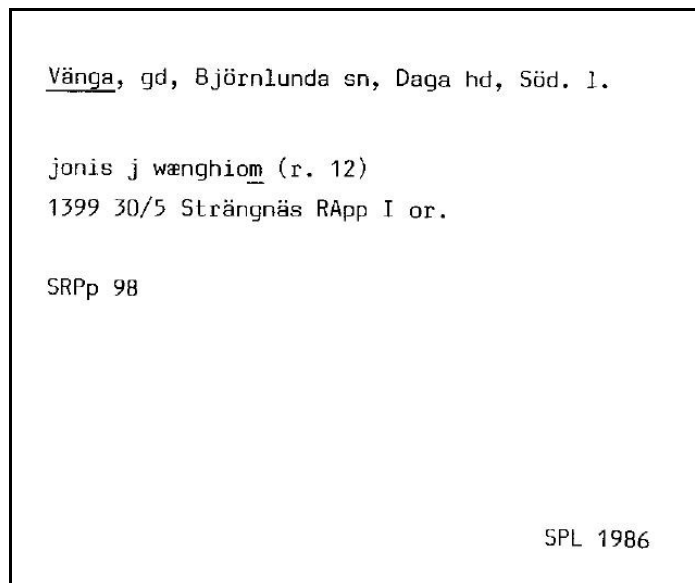 Vänga, gd, Björnlunda sn, Daga hd, Söd. l.
jonis j wænghiom (r. 12)
1399 30/5 Strängnäs RApp I or.
SRPp 98
SPL 1986